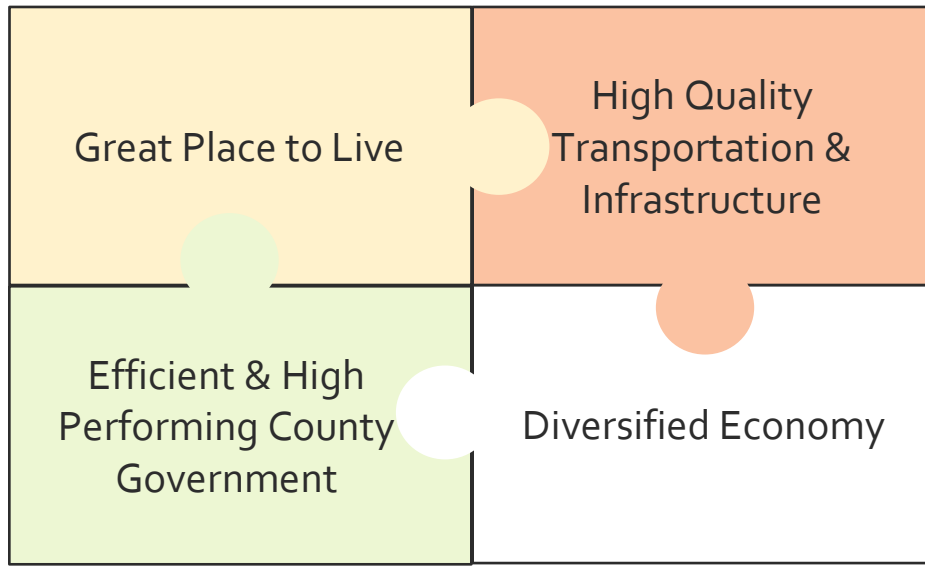 Great Place to Live
High Quality
Transportation &
Infrastructure
Efficient & High
Performing County
Government
Diversified Economy